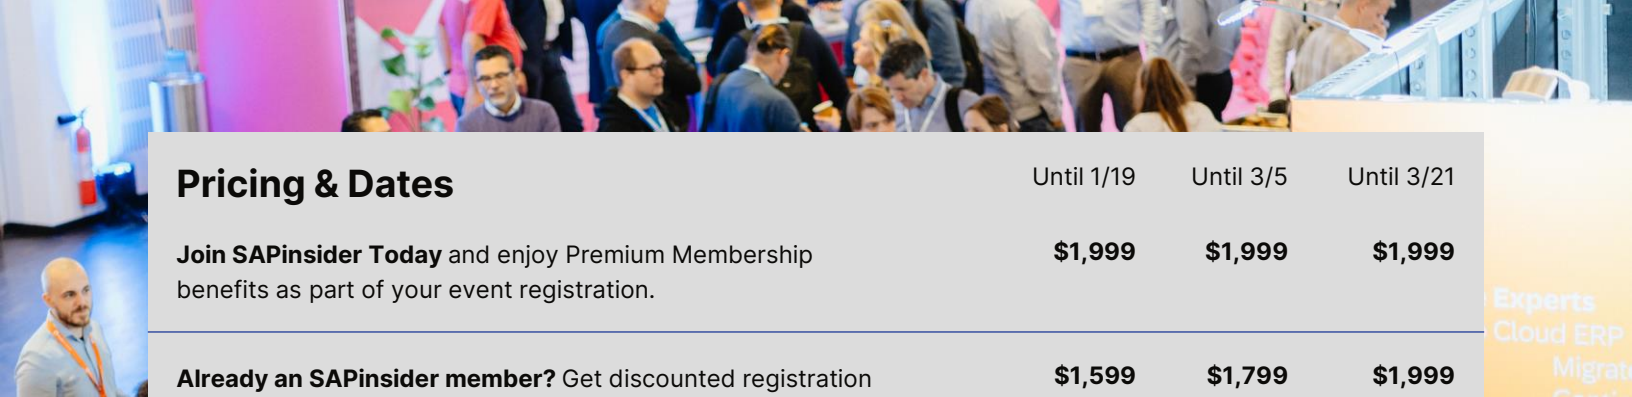 Pricing & Dates Until 1/19 Until 3/5 Until 3/21
Join SAPinsider Today and enjoy Premium Membership $1,999 $1,999 $1,999
benefits as part of your event registration.
Experts
Cloud ERP
Already an SAPinsider member? Get discounted registration $1,599 $1,799 $1,999